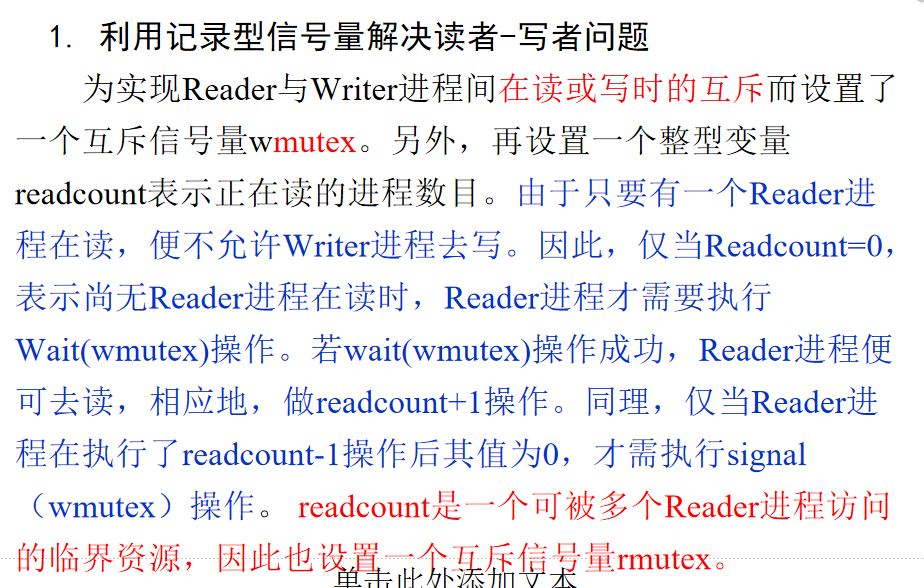 1. 利用记录型信号量解决读者-写者问题
为实现Reader与Writer进程间在读或写时的互斥而设置了
一个互斥信号量wmutex。另外，再设置一个整型变量
readcount表示正在读的进程数目。由于只要有一个Reader进
程在读，便不允许Writer进程去写。因此，仅当Readcount=0，
表示尚无Reader进程在读时，Reader进程才需要执行
Wait(wmutex)操作。若wait(wmutex)操作成功，Reader进程便
可去读，相应地，做readcount+1操作。同理，仅当Reader进
程在执行了readcount-1操作后其值为0，才需执行signal
（wmutex）操作。 readcount是一个可被多个Reader进程访问
的临界资源，因此也设置一个互斥信号量rmutex。
单击此处添加文本